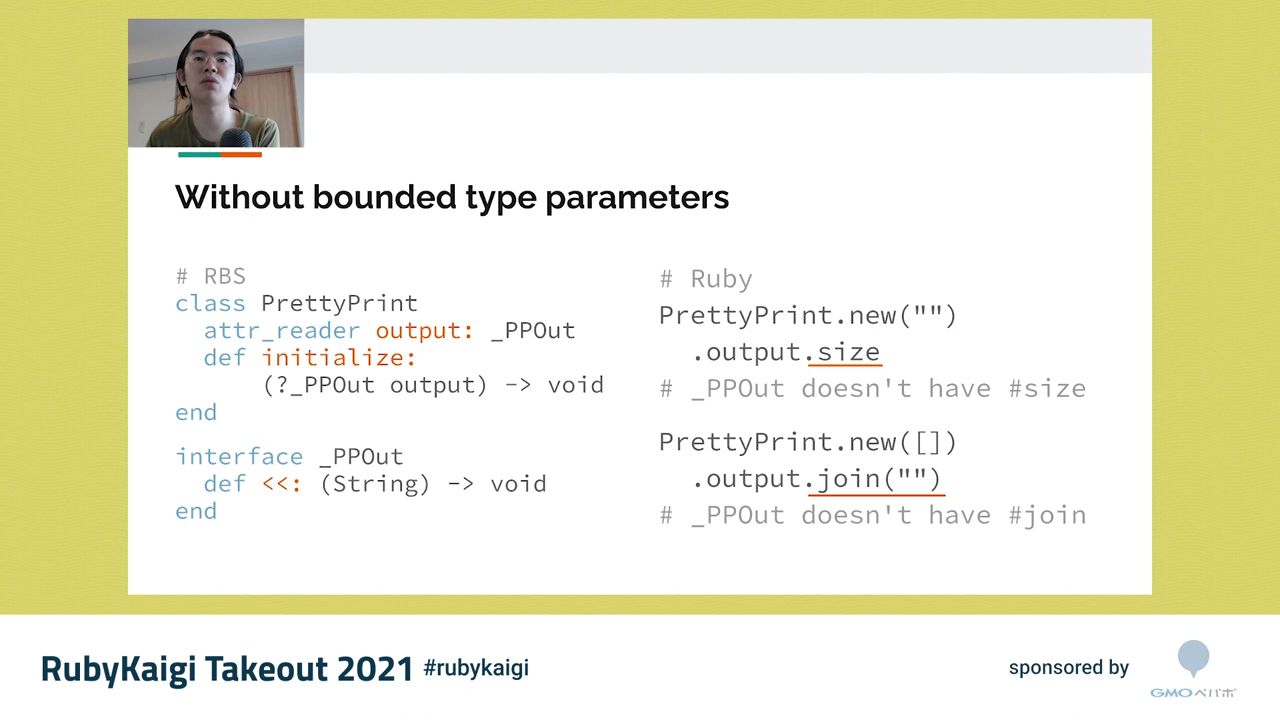 Without bounded type parameters
# RBS
class PrettyPrint
attr_reader output: _PPOut
def initialize:
(?_PPOut output) -> void
end
interface _PPOut
def <<: (String) -> void
end
# Ruby
PrettyPrint.new("")
.output.size
# _PPOut doesn't have #size
PrettyPrint.new([])
.output.join("")
# _PPOut doesn't have #join
RubyKaigi Takeout 2021 #rubykaigi
sponsored by
GMOペパボ